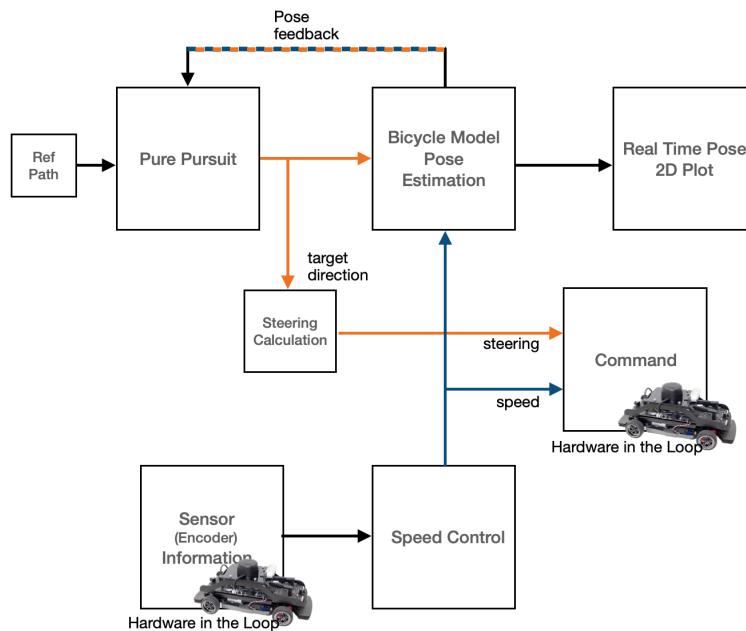 Pose
feedback
Ref
Path
Pure Pursuit
Bicycle Model
Pose
Estimation
Real Time Pose
2D Plot
target
direction
Steering
Calculation
steering
speed
Command
Hardware in the Loop
Sensor
(Encoder)
Information
Hardware in the Loop
Speed Control